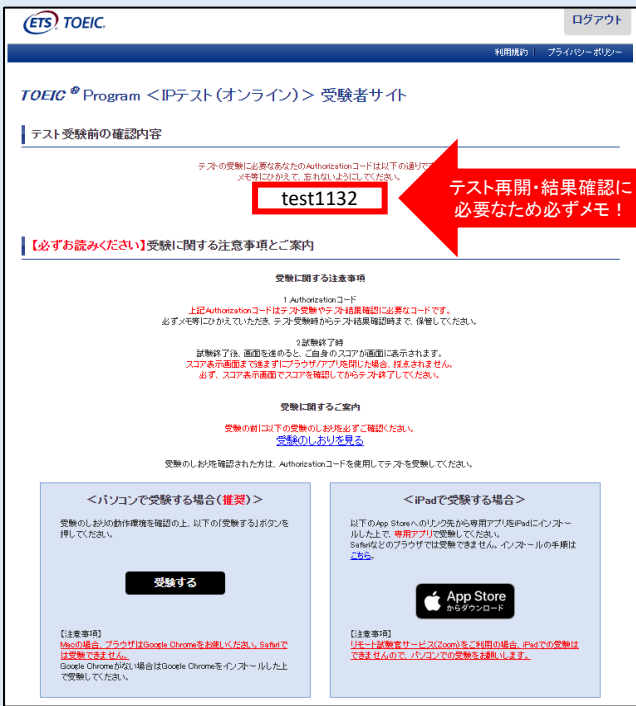 ETS TOEIC.
ログアウト
利用規約 | プライバシーポリシー
TOEIC ® Program ＜IPテスト（オンライン）＞ 受験者サイト
テスト受験前の確認内容
テストの受験に必要なあなたのAuthorizationコードは以下の通りです
メモ等にひかえて、忘れないようにしてください。
test1132
テスト再開・結果確認に
必要なため必ずメモ！
【必ずお読みください】受験に関する注意事項とご案内
受験に関する注意事項
1.Authorizationコード
上記Authorizationコードはテスト受験やテスト結果確認に必要なコードです。
必ずメモ等にひかえていただき、テスト受験時からテスト結果確認時まで、保管してください。
2.試験終了時
試験終了後、画面を進めると、ご自身のスコアが画面に表示されます。
スコア表示画面まで進まずにブラウザ/アプリを閉じた場合、採点されません。
必ず、スコア表示画面でスコアを確認してからテスト終了してください。
受験に関するご案内
受験の前に以下の受験のしおりを必ずご確認ください。
受験のしおりを見る
受験のしおりを確認された方は、Authorizationコードを使用してテストを受験してください。
＜パソコンで受験する場合（推奨）＞
受験のしおりの動作環境を確認の上、以下の「受験する」ボタンを
押してください。
受験する
【注意事項】
Macの場合、ブラウザはGoogle Chromeをお使いください。Safariで
は受験できません。
Google Chromeがない場合はGoogle Chromeをインストールした上
で受験してください。
＜iPadで受験する場合＞
以下のApp Storeへのリンク先から専用アプリをiPadにインストー
ルした上で、専用アプリで受験してください。
Safariなどのブラウザでは受験できません。インストールの手順は
こちら。
App Store
からダウンロード
【注意事項】
リモート試験官サービス(Zoom)をご利用の場合、iPadでの受験は
できませんので、パソコンでの受験をお願いします。